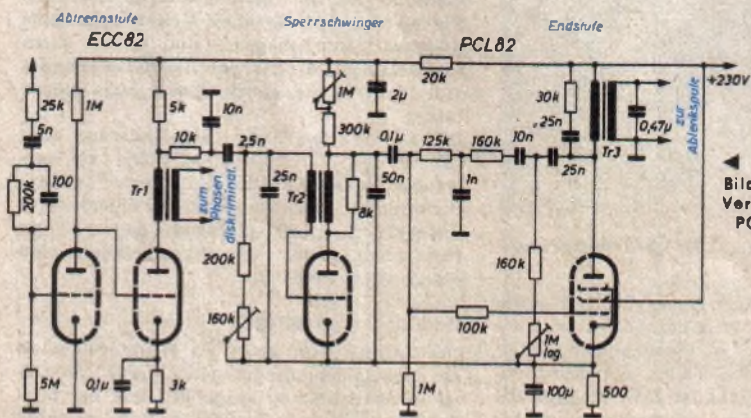 Abtrennstufe
ECC82
Sperrschwinger
PCL82
Endstufe
+230V
25k
5n
1M
5k
10n
10k
2,5n
1M
2µ
300k
20k
30k
,25n
0,47µ
zur Ablenkspule
0,1µ
125k
160k
10n
25n
200k
100
Tr1
zum Phasen
diskriminat.
25n
Tr2
8k
50n
1n
Tr3
200k
160k
160k
100k
1M
log
5M
0,1µ
3k
1M
100µ
500
Bild
Ver
PC